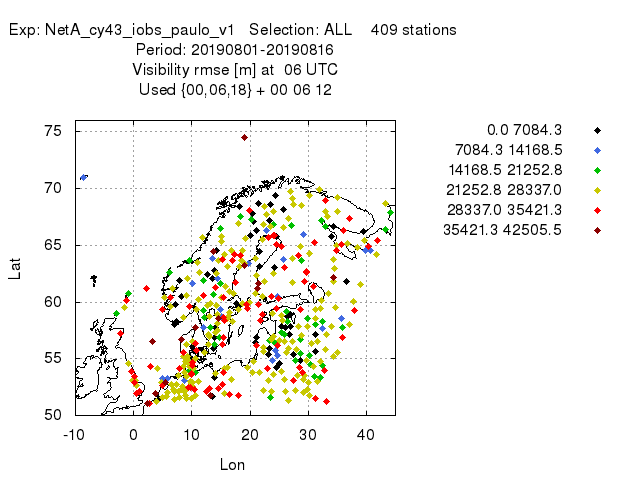 Exp: NetA_cy43_iobs_paulo_v1 Selection: ALL 409 stations
Period: 20190801-20190816
Visibility rmse [m] at 06 UTC
Used {00,06,18} + 00 06 12
0.0 7084.3
7084.3 14168.5
14168.5 21252.8
21252.8 28337.0
28337.0 35421.3
35421.3 42505.5
75
70
65
60
55
50
Lat
-10 0 10 20 30 40
Lon